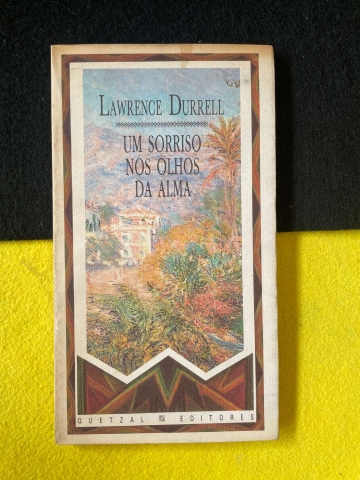 LAWRENCE DURRELL
UM SORRISO
NOS OLHOS
DA ALMA
QUETZAL EDITORES